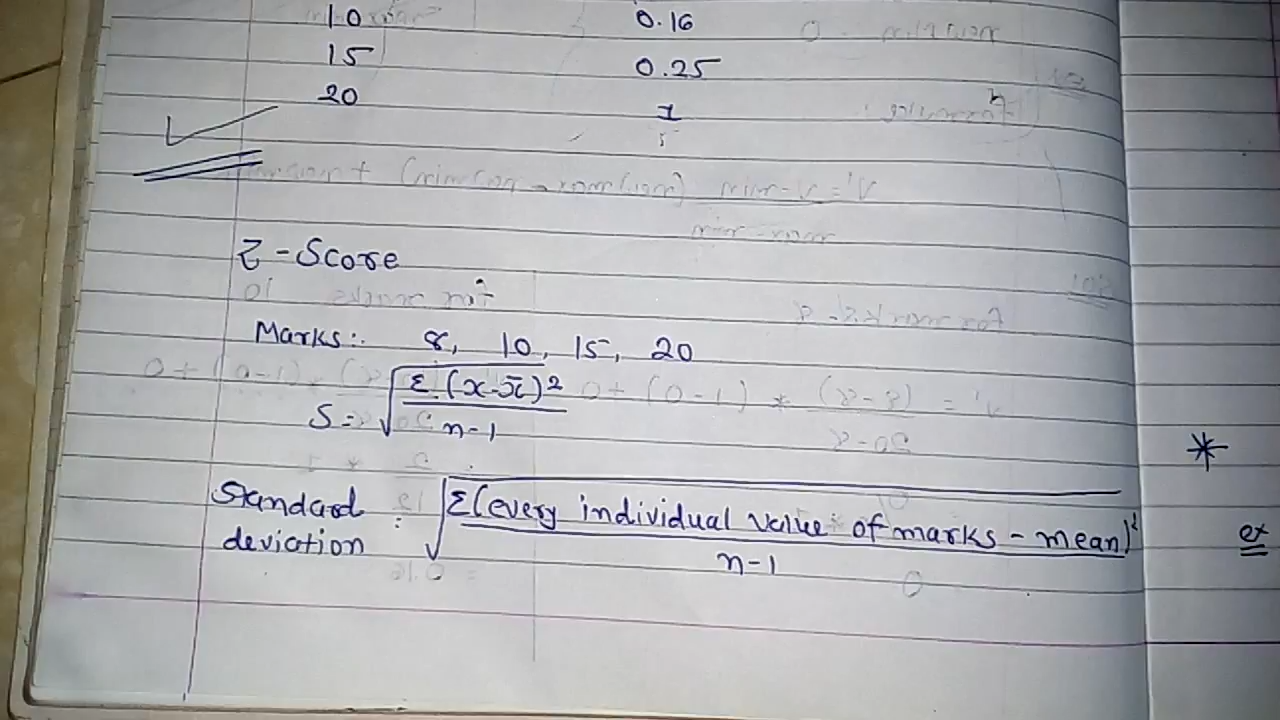 10 0.16
15 0.25
20 1
Z-Score
Marks:. 8, 10, 15, 20
S = √Σ(x-x̄)²
n-1
Standard deviation : √Σ(every individual value of marks - mean)²
n-1
*
ex